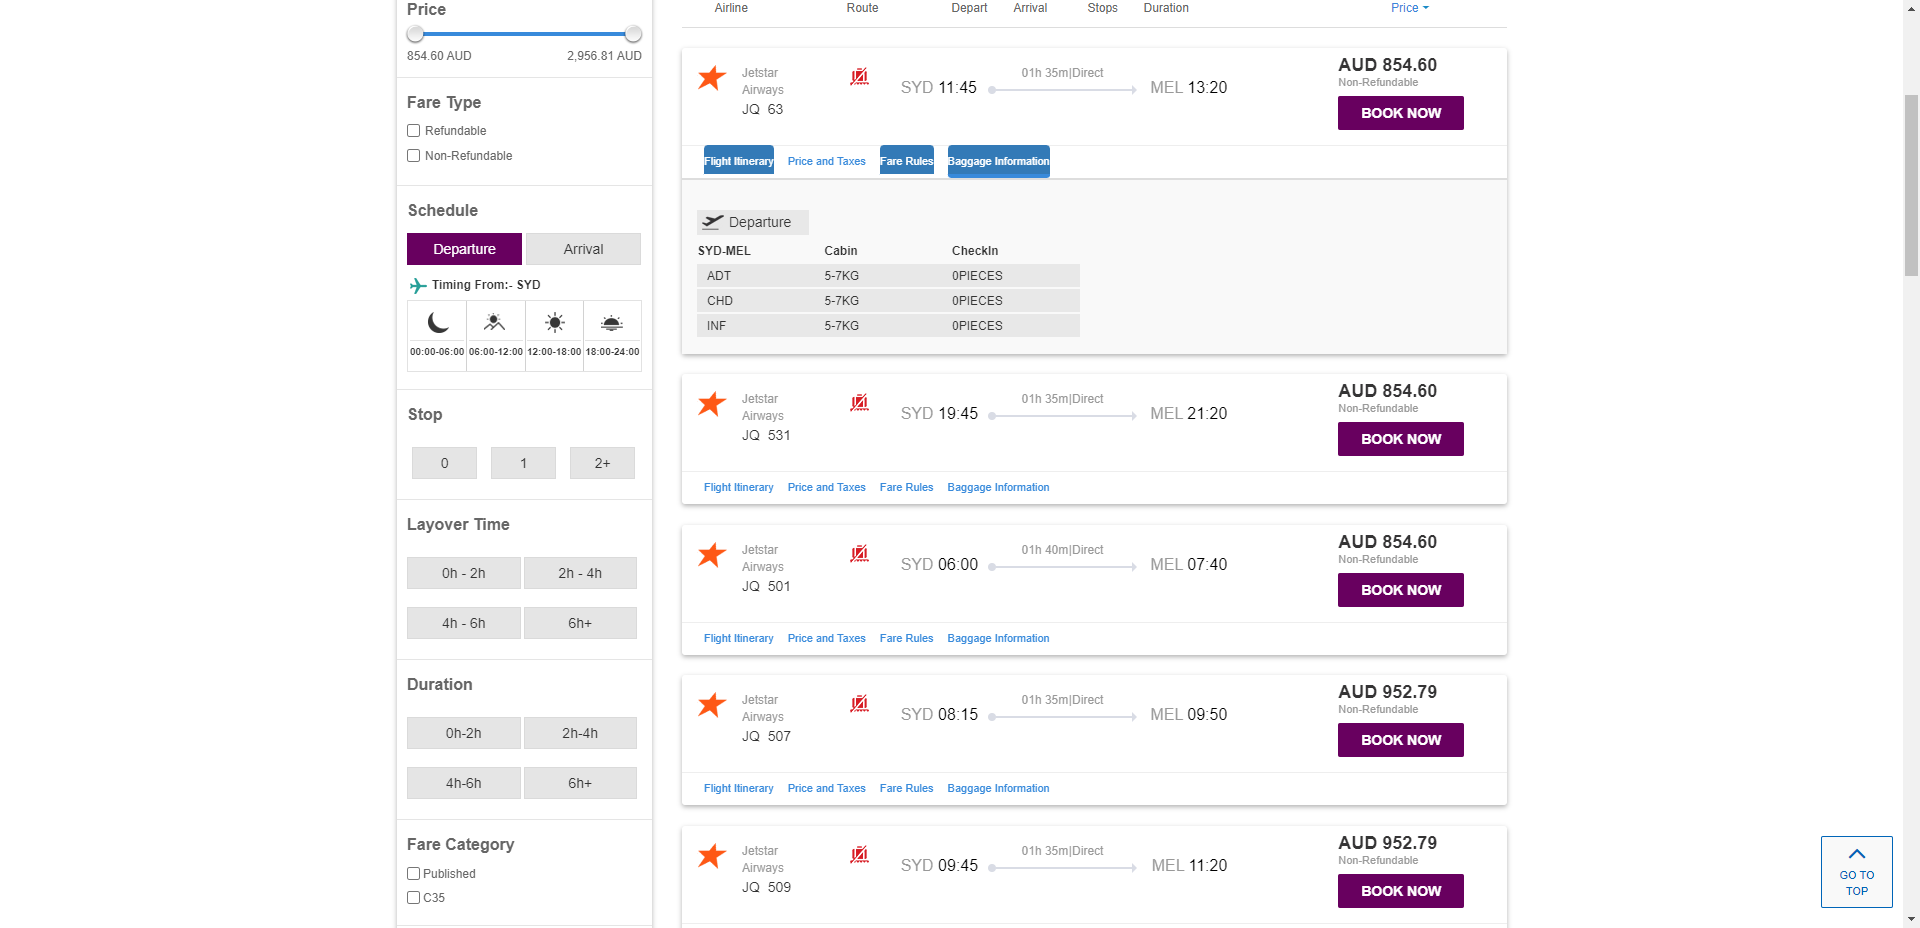 Price
854.60 AUD 2,956.81 AUD
Fare Type
Refundable
Non-Refundable
Schedule
Departure Arrival
Timing From:- SYD
00:00-06:00 06:00-12:00 12:00-18:00 18:00-24:00
Stop
0 1 2+
Layover Time
0h - 2h 2h - 4h
4h - 6h 6h+
Duration
0h-2h 2h-4h
4h-6h 6h+
Fare Category
Published
C35
Airline Route Depart Arrival Stops Duration Price
Jetstar
Airways
JQ 63
SYD 11:45
01h 35m|Direct
MEL 13:20
AUD 854.60
Non-Refundable
BOOK NOW
Flight Itinerary Price and Taxes Fare Rules Baggage Information
Departure
SYD-MEL Cabin CheckIn
ADT 5-7KG 0PIECES
CHD 5-7KG 0PIECES
INF 5-7KG 0PIECES
Jetstar
Airways
JQ 531
SYD 19:45
01h 35m|Direct
MEL 21:20
AUD 854.60
Non-Refundable
BOOK NOW
Flight Itinerary Price and Taxes Fare Rules Baggage Information
Jetstar
Airways
JQ 501
SYD 06:00
01h 40m|Direct
MEL 07:40
AUD 854.60
Non-Refundable
BOOK NOW
Flight Itinerary Price and Taxes Fare Rules Baggage Information
Jetstar
Airways
JQ 507
SYD 08:15
01h 35m|Direct
MEL 09:50
AUD 952.79
Non-Refundable
BOOK NOW
Flight Itinerary Price and Taxes Fare Rules Baggage Information
Jetstar
Airways
JQ 509
SYD 09:45
01h 35m|Direct
MEL 11:20
AUD 952.79
Non-Refundable
BOOK NOW
GO TO
TOP